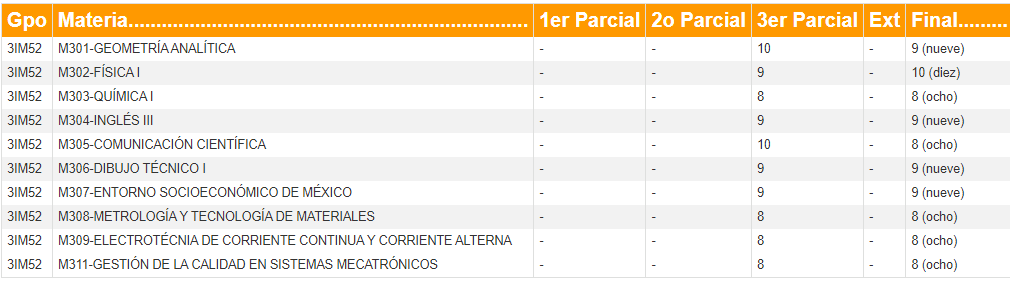 Gpo Materia.................................................................. 1er Parcial 2o Parcial 3er Parcial Ext Final.........
3IM52 M301-GEOMETRÍA ANALÍTICA - - 10 - 9 (nueve)
3IM52 M302-FÍSICA I - - 9 - 10 (diez)
3IM52 M303-QUÍMICA I - - 8 - 8 (ocho)
3IM52 M304-INGLÉS III - - 9 - 9 (nueve)
3IM52 M305-COMUNICACIÓN CIENTÍFICA - - 10 - 8 (ocho)
3IM52 M306-DIBUJO TÉCNICO I - - 9 - 9 (nueve)
3IM52 M307-ENTORNO SOCIOECONÓMICO DE MÉXICO - - 9 - 9 (nueve)
3IM52 M308-METROLOGÍA Y TECNOLOGÍA DE MATERIALES - - 8 - 8 (ocho)
3IM52 M309-ELECTROTÉCNIA DE CORRIENTE CONTINUA Y CORRIENTE ALTERNA - - 8 - 8 (ocho)
3IM52 M311-GESTIÓN DE LA CALIDAD EN SISTEMAS MECATRÓNICOS - - 8 - 8 (ocho)